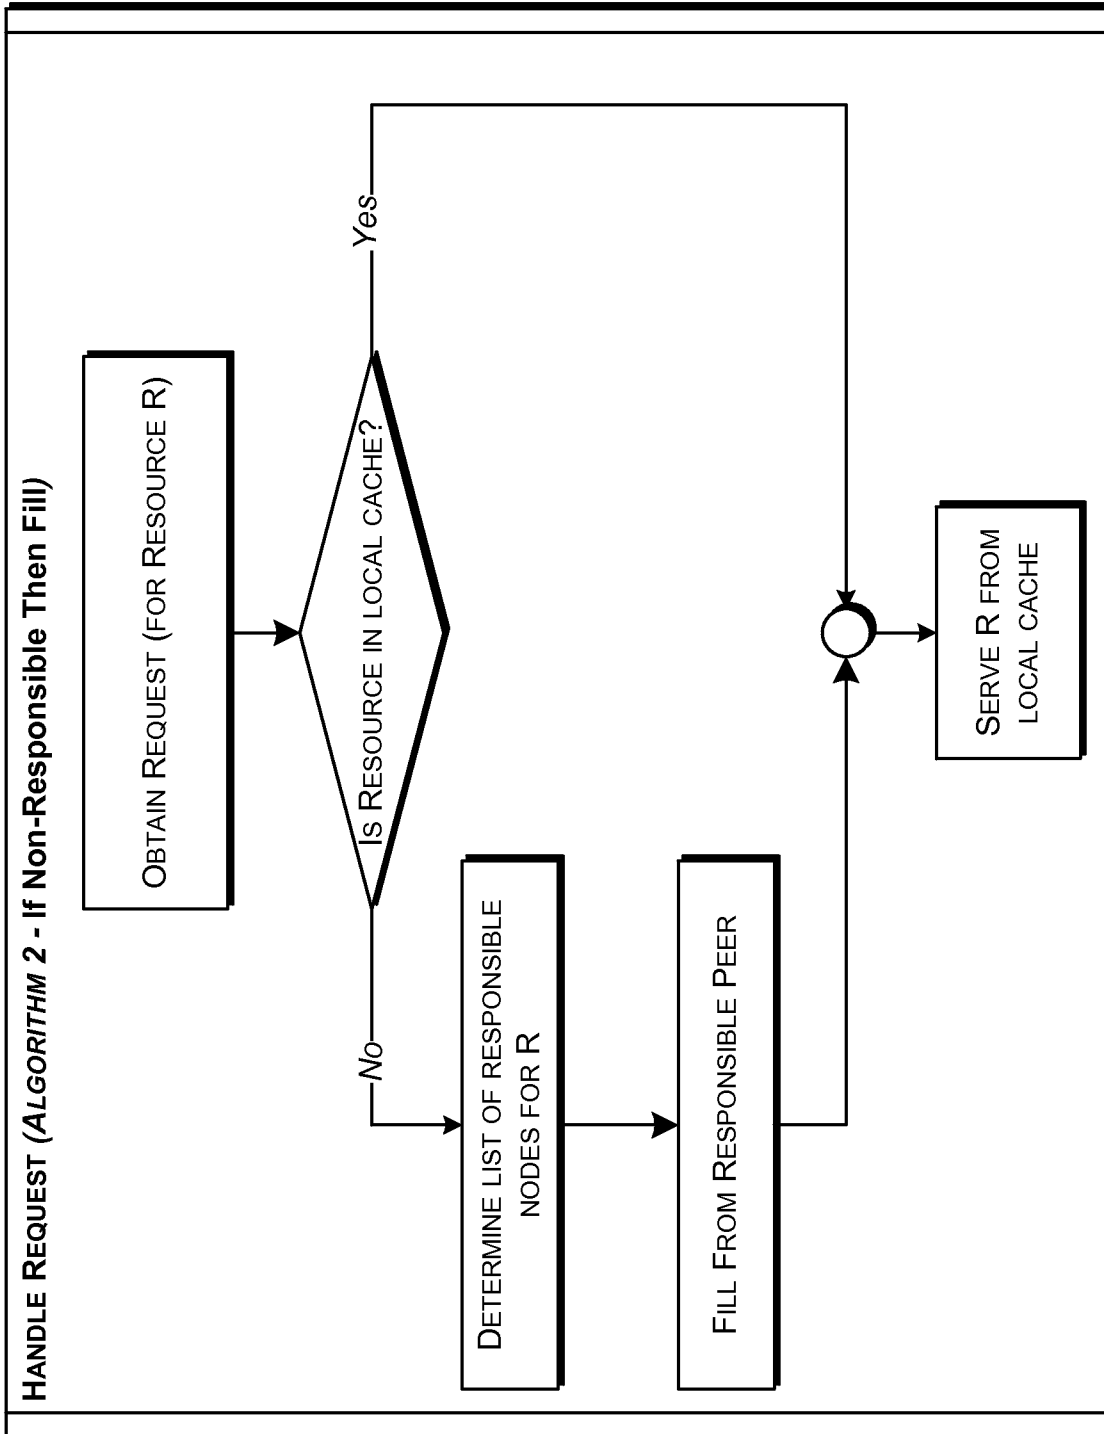 HANDLE REQUEST (ALGORITHM 2 - If Non-Responsible Then Fill)
OBTAIN REQUEST (FOR RESOURCE R)
IS RESOURCE IN LOCAL CACHE?
No
Yes
DETERMINE LIST OF RESPONSIBLE
NODES FOR R
FILL FROM RESPONSIBLE PEER
SERVE R FROM
LOCAL CACHE